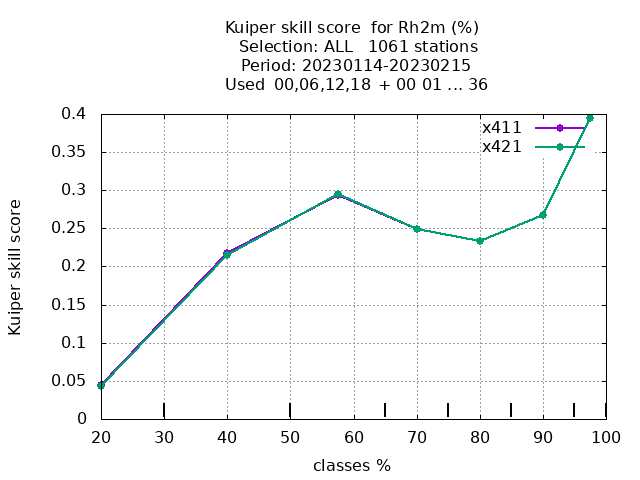 Kuiper skill score  for Rh2m (%)
Selection: ALL   1061 stations
Period: 20230114-20230215
Used  00,06,12,18  + 00 01 ... 36
0.4
0.35
0.3
0.25
0.2
0.15
0.1
0.05
0
Kuiper skill score
x411
x421
20 30 40 50 60 70 80 90 100
classes %